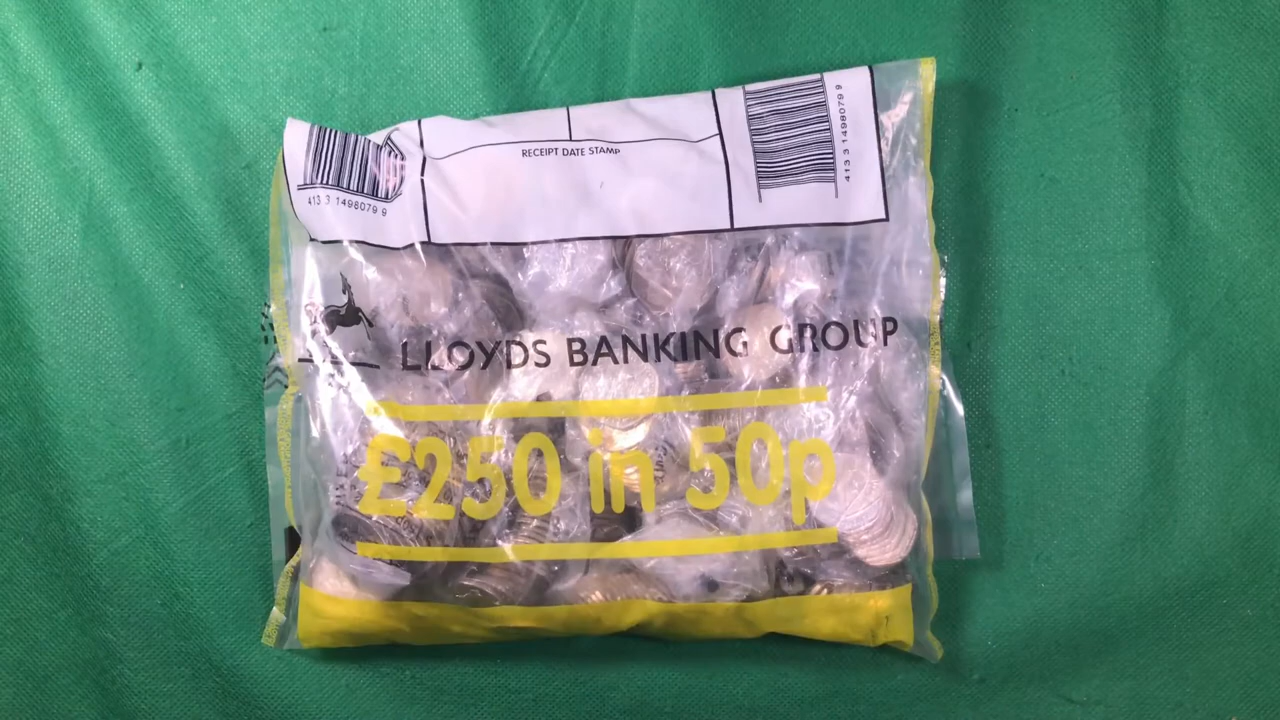 RECEIPT DATE STAMP
413 3 1498079 9
413 3 1498079 9
LLOYDS BANKING GROUP
£250 in 50p